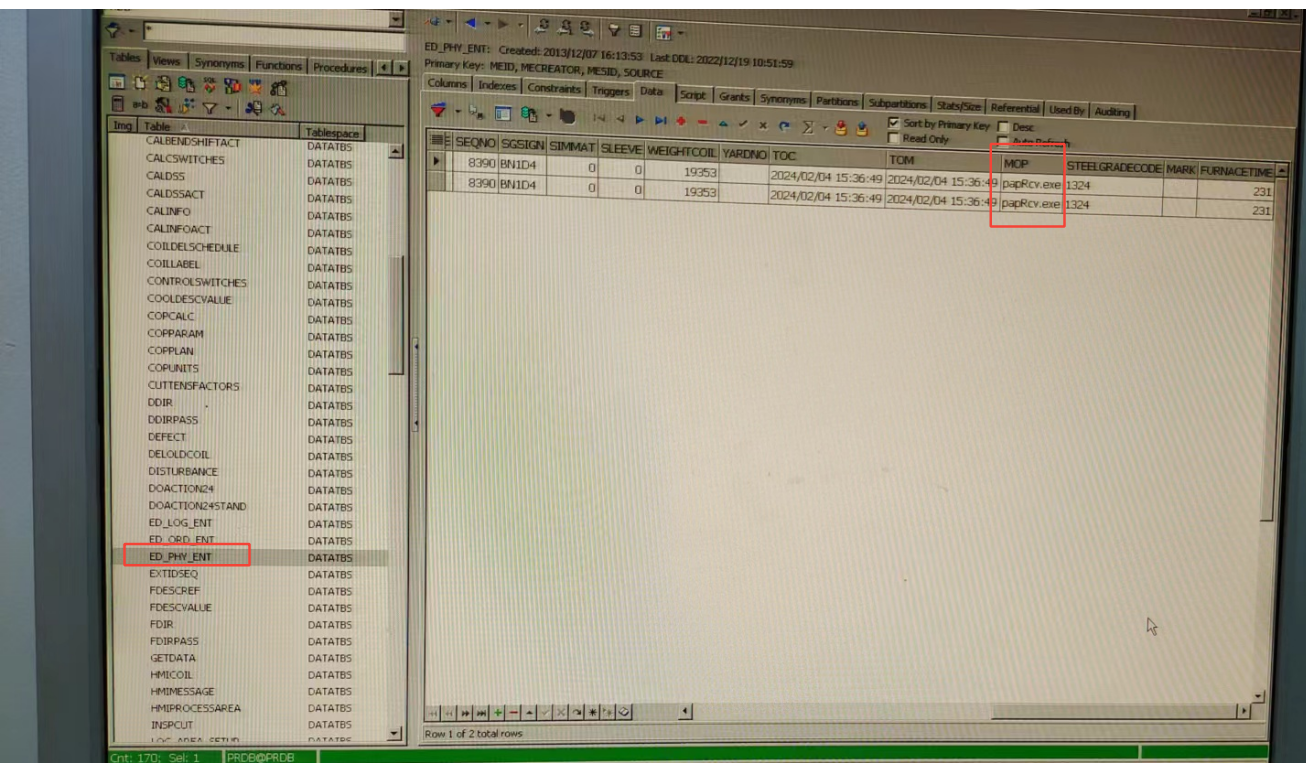 *
Tables Views Synonyms Functions Procedures
Img Table Tablespace
CALBENDSHIFTACT DATATBS
CALCSWITCHES DATATBS
CALDSS DATATBS
CALDSSACT DATATBS
CALINFO DATATBS
CALINFOACT DATATBS
COILDELSCHEDULE DATATBS
COILLABEL DATATBS
CONTROLSWITCHES DATATBS
COOLDESCVALUE DATATBS
COPCALC DATATBS
COPPARAM DATATBS
COPPLAN DATATBS
COPUNITS DATATBS
CUTTENSFACTORS DATATBS
DDIR DATATBS
DDIRPASS DATATBS
DEFECT DATATBS
DELOLDCOIL DATATBS
DISTURBANCE DATATBS
DOACTION24 DATATBS
DOACTION24STAND DATATBS
ED_LOG_ENT DATATBS
ED_ORD_ENT DATATBS
ED_PHY_ENT DATATBS
EXTIDSEQ DATATBS
FDESCREF DATATBS
FDESCVALUE DATATBS
FDIR DATATBS
FDIRPASS DATATBS
GETDATA DATATBS
HMICOIL DATATBS
HMIMESSAGE DATATBS
HMIPROCESSAREA DATATBS
INSPCUT DATATBS
Cnt: 170; Sel: 1 PRDB@PRDB
ED_PHY_ENT: Created: 2013/12/07 16:13:53 Last DDL: 2022/12/19 10:51:59
Primary Key: MEID, MECREATOR, MESID, SOURCE
Columns Indexes Constraints Triggers Data Script Grants Synonyms Partitions Subpartitions Stats/Size Referential Used By Auditing
Sort by Primary Key Desc
Read Only Auto Refresh
SEQNO SGSIGN SIMMAT SLEEVE WEIGHTCOIL YARDNO TOC TOM MOP STEELGRADECODE MARK FURNACETIME
8390 BN1D4 0 0 19353 2024/02/04 15:36:49 2024/02/04 15:36:49 papRcv.exe 1324 231
8390 BN1D4 0 0 19353 2024/02/04 15:36:49 2024/02/04 15:36:49 papRcv.exe 1324 231
Row 1 of 2 total rows